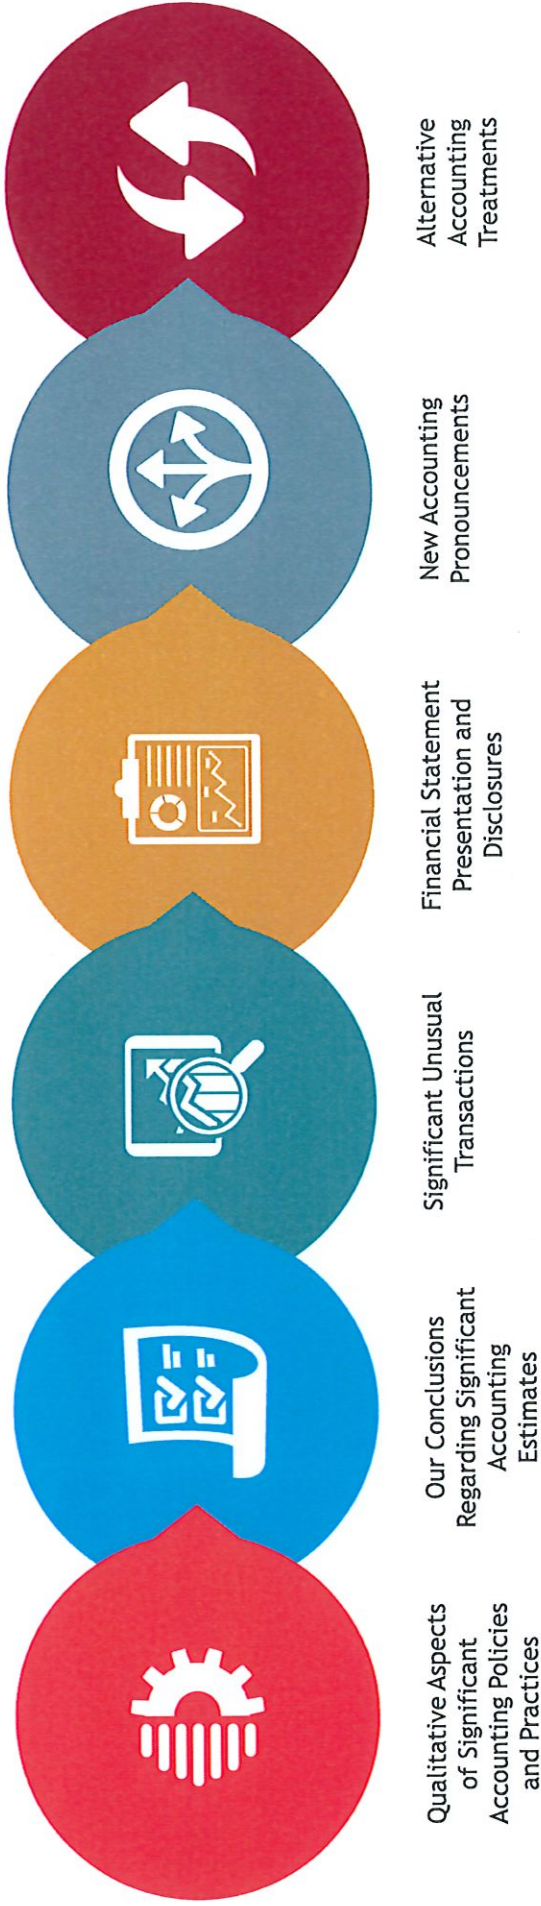 Qualitative Aspects
of Significant
Accounting Policies
and Practices
Our Conclusions
Regarding Significant
Accounting
Estimates
Significant Unusual
Transactions
Financial Statement
Presentation and
Disclosures
New Accounting
Pronouncements
Alternative
Accounting
Treatments